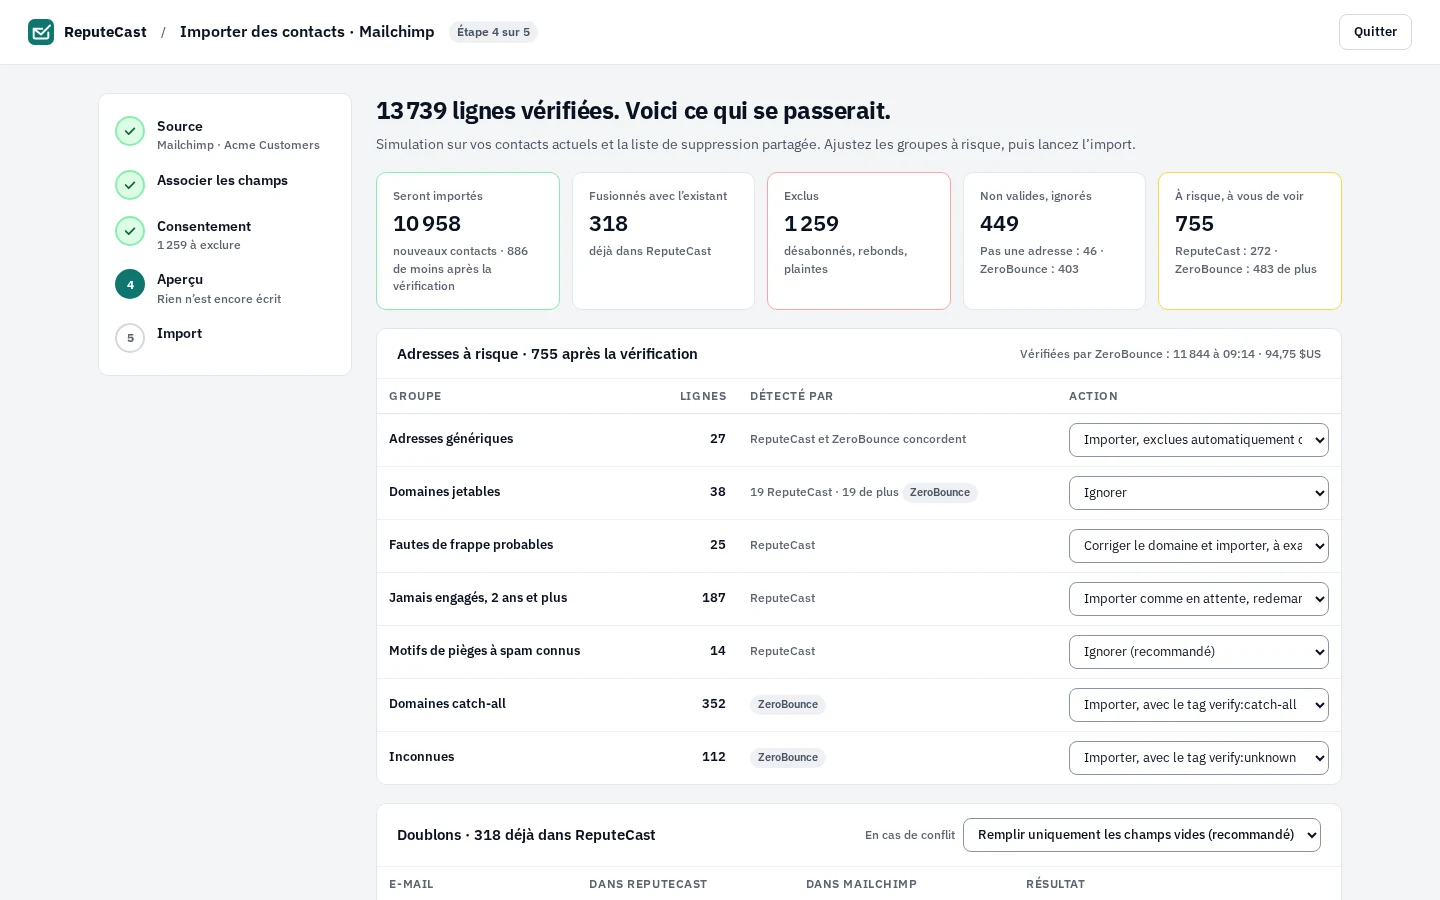 ReputeCast / Importer des contacts · Mailchimp Étape 4 sur 5 Quitter
Source
Mailchimp · Acme Customers
Associer les champs
Consentement
1 259 à exclure
4 Aperçu
Rien n’est encore écrit
5 Import
13 739 lignes vérifiées. Voici ce qui se passerait.
Simulation sur vos contacts actuels et la liste de suppression partagée. Ajustez les groupes à risque, puis lancez l’import.
Seront importés
10 958
nouveaux contacts · 886
de moins après la
vérification
Fusionnés avec l’existant
318
déjà dans ReputeCast
Exclus
1 259
désabonnés, rebonds,
plaintes
Non valides, ignorés
449
Pas une adresse : 46 ·
ZeroBounce : 403
À risque, à vous de voir
755
ReputeCast : 272 ·
ZeroBounce : 483 de plus
Adresses à risque · 755 après la vérification
Vérifiées par ZeroBounce : 11 844 à 09:14 · 94,75 $US
GROUPE LIGNES DÉTECTÉ PAR ACTION
Adresses génériques 27 ReputeCast et ZeroBounce concordent Importer, exclues automatiquement
Domaines jetables 38 19 ReputeCast · 19 de plus ZeroBounce Ignorer
Fautes de frappe probables 25 ReputeCast Corriger le domaine et importer, à exa
Jamais engagés, 2 ans et plus 187 ReputeCast Importer comme en attente, redemar
Motifs de pièges à spam connus 14 ReputeCast Ignorer (recommandé)
Domaines catch-all 352 ZeroBounce Importer, avec le tag verify:catch-all
Inconnues 112 ZeroBounce Importer, avec le tag verify:unknown
Doublons · 318 déjà dans ReputeCast
En cas de conflit Remplir uniquement les champs vides (recommandé)
E-MAIL DANS REPUTECAST DANS MAILCHIMP RÉSULTAT